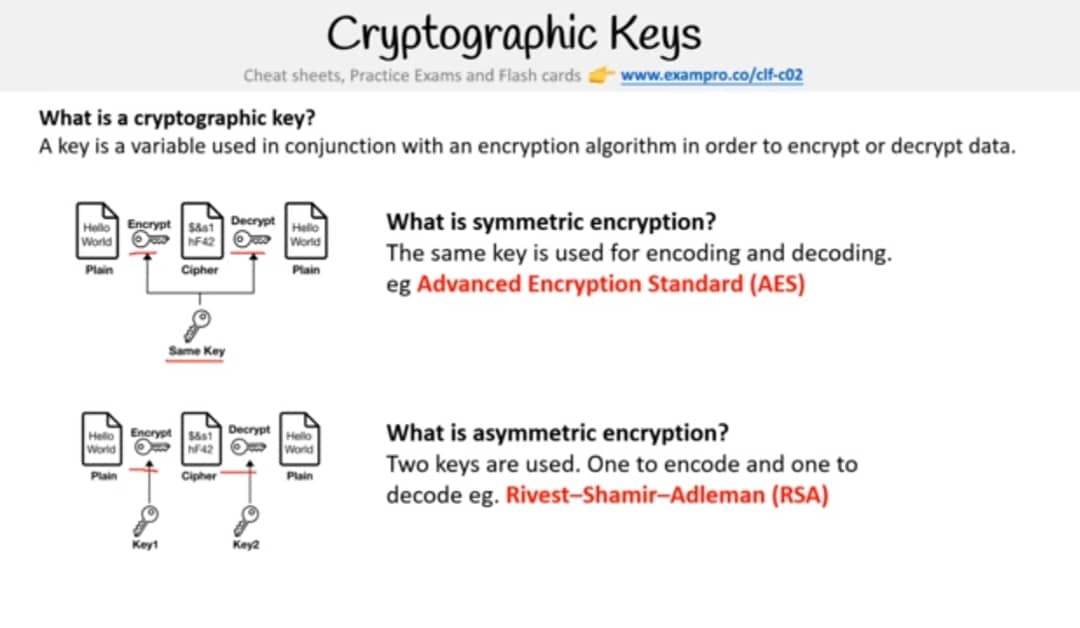 Cryptographic Keys
Cheat sheets, Practice Exams and Flash cards 👉 www.exampro.co/clf-c02
What is a cryptographic key?
A key is a variable used in conjunction with an encryption algorithm in order to encrypt or decrypt data.
Hello World
Plain
Encrypt
$&s1 hF42
Cipher
Decrypt
Hello World
Plain
Same Key
What is symmetric encryption?
The same key is used for encoding and decoding.
eg Advanced Encryption Standard (AES)
Hello World
Plain
Encrypt
$&s1 hF42
Cipher
Decrypt
Hello World
Plain
Key1
Key2
What is asymmetric encryption?
Two keys are used. One to encode and one to
decode eg. Rivest–Shamir–Adleman (RSA)